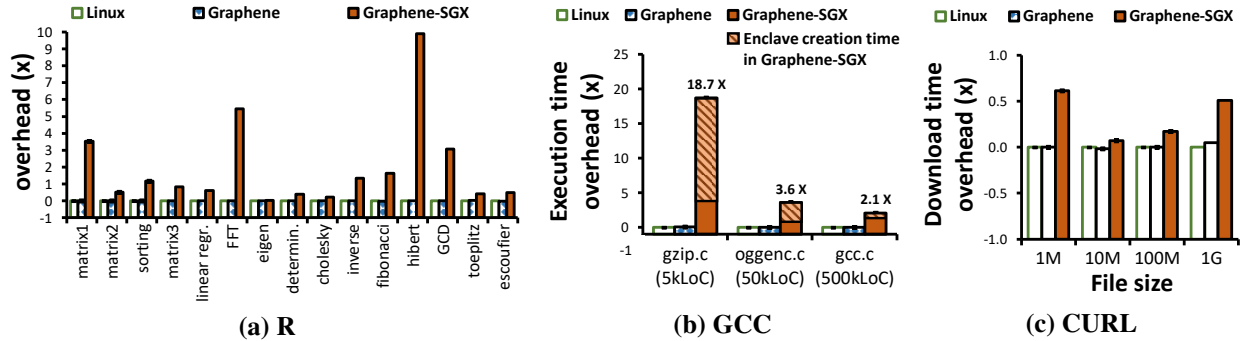 Linux Graphene Graphene-SGX
overhead (x)
10
9
8
7
6
5
4
3
2
1
0
-1
matrix1
matrix2
sorting
matrix3
linear regr.
FFT
eigen
determin.
cholesky
inverse
fibonacci
hibert
GCD
toeplitz
escoufier
(a) R
Linux Graphene Graphene-SGX
Enclave creation time
in Graphene-SGX
Execution time
overhead (x)
25
20
15
10
5
0
-1
18.7 X
3.6 X
2.1 X
gzip.c oggenc.c gcc.c
(5kLoC) (50kLoC) (500kLoC)
(b) GCC
Linux Graphene Graphene-SGX
Download time
overhead (x)
1.0
0.5
0.0
-0.5
-1.0
1M 10M 100M 1G
File size
(c) CURL